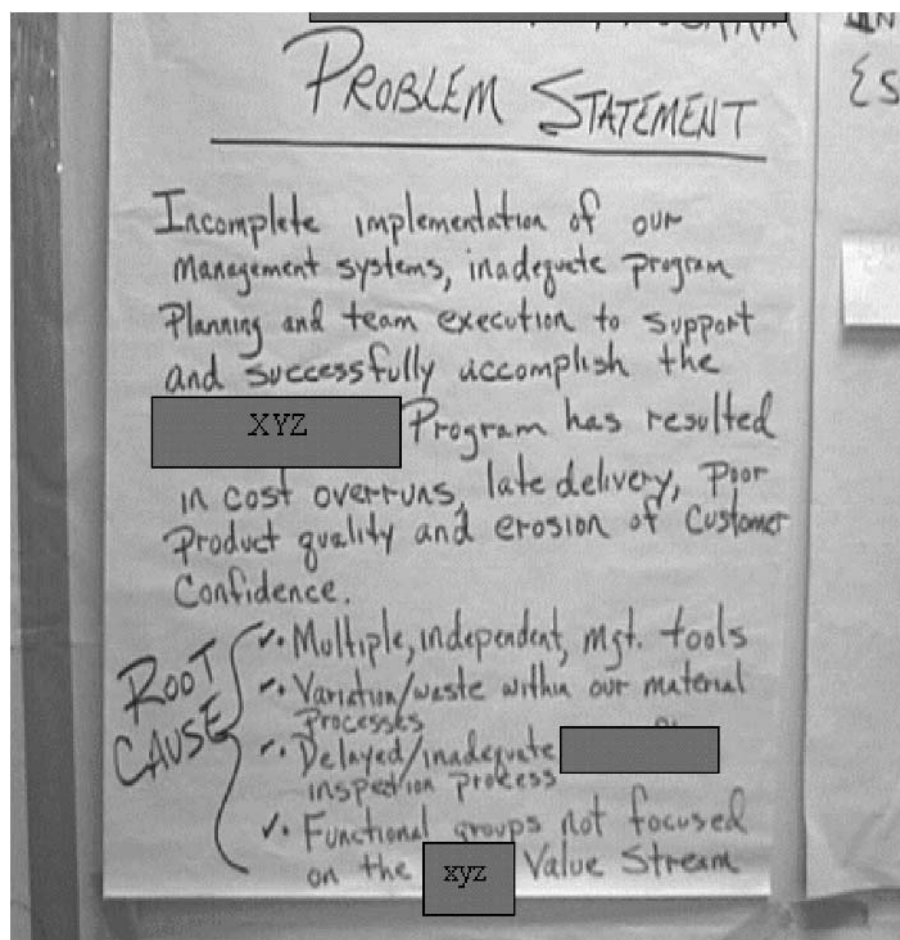 PROBLEM STATEMENT
Incomplete implementation of our
Management systems, inadequate program
Planning and team execution to support
and successfully accomplish the
XYZ Program has resulted
in cost overruns, late delivery, Poor
Product quality and erosion of Customer
Confidence.
ROOT
CAUSE
✓• Multiple, independent, mgt. tools
✓• Variation/waste within our material
Processes
✓• Delayed/inadequate
inspection process
✓• Functional groups not focused
on the xyz Value Stream